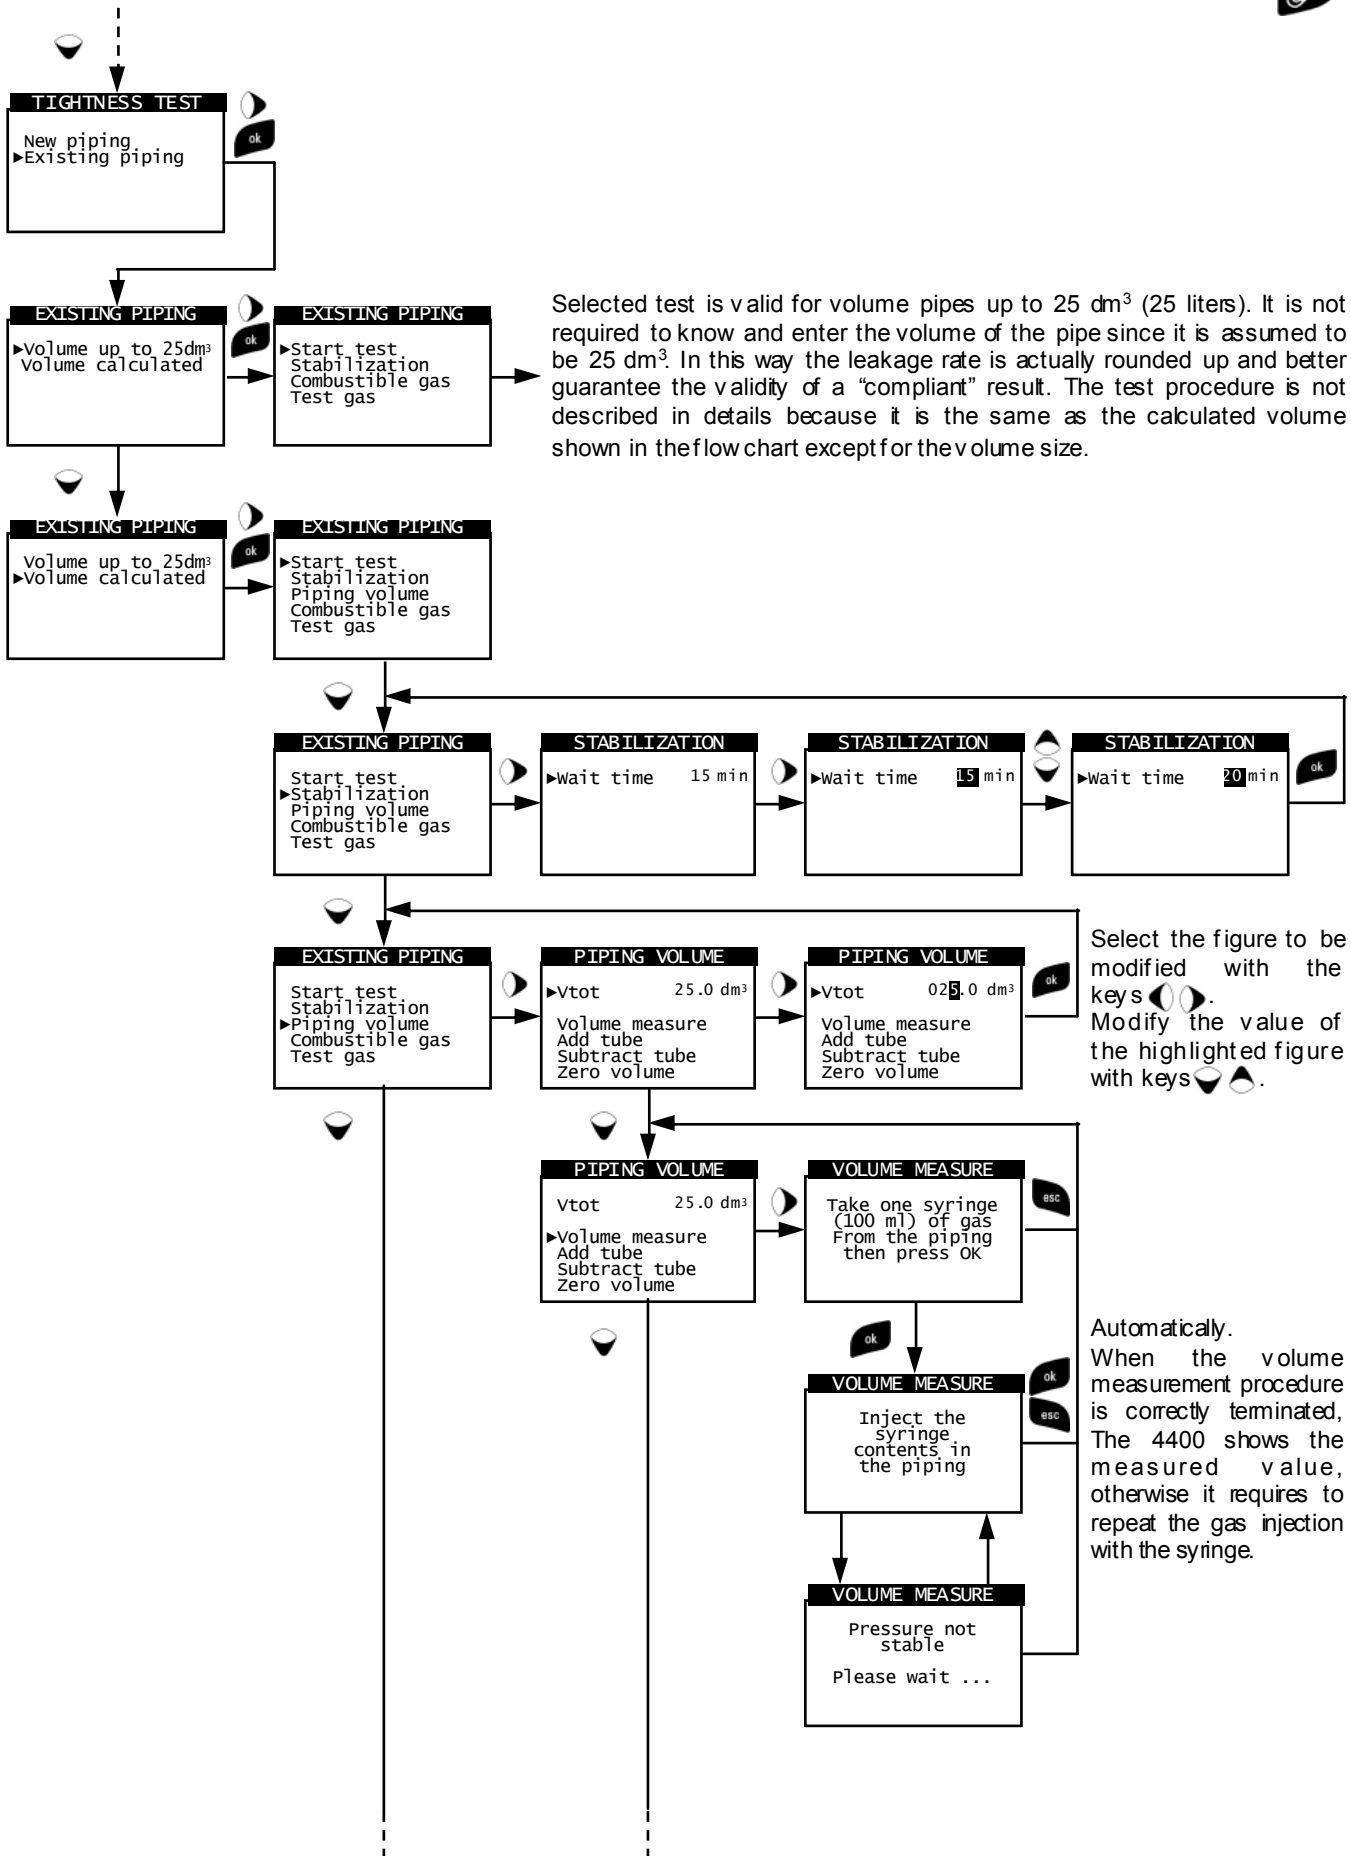 TIGHTNESS TEST
New piping
►Existing piping
ok
EXISTING PIPING
►Volume up to 25dm³
Volume calculated
ok
EXISTING PIPING
►Start test
Stabilization
Combustible gas
Test gas
Selected test is valid for volume pipes up to 25 dm³ (25 liters). It is not
required to know and enter the volume of the pipe since it is assumed to
be 25 dm³. In this way the leakage rate is actually rounded up and better
guarantee the validity of a “compliant” result. The test procedure is not
described in details because it is the same as the calculated volume
shown in the flow chart except for the volume size.
EXISTING PIPING
Volume up to 25dm³
►Volume calculated
ok
EXISTING PIPING
►Start test
Stabilization
Piping volume
Combustible gas
Test gas
EXISTING PIPING
Start test
►Stabilization
Piping volume
Combustible gas
Test gas
STABILIZATION
►Wait time 15 min
STABILIZATION
►Wait time 15 min
STABILIZATION
►Wait time 20 min
ok
EXISTING PIPING
Start test
Stabilization
►Piping volume
Combustible gas
Test gas
PIPING VOLUME
►Vtot 25.0 dm³
Volume measure
Add tube
Subtract tube
Zero volume
PIPING VOLUME
►Vtot 025.0 dm³
Volume measure
Add tube
Subtract tube
Zero volume
ok
Select the figure to be
modified with the
keys .
Modify the value of
the highlighted figure
with keys .
PIPING VOLUME
Vtot 25.0 dm³
►Volume measure
Add tube
Subtract tube
Zero volume
VOLUME MEASURE
Take one syringe
(100 ml) of gas
From the piping
then press OK
esc
ok
VOLUME MEASURE
Inject the
syringe
contents in
the piping
ok
esc
Automatically.
When the volume
measurement procedure
is correctly terminated,
The 4400 shows the
measured value,
otherwise it requires to
repeat the gas injection
with the syringe.
VOLUME MEASURE
Pressure not
stable
Please wait ...